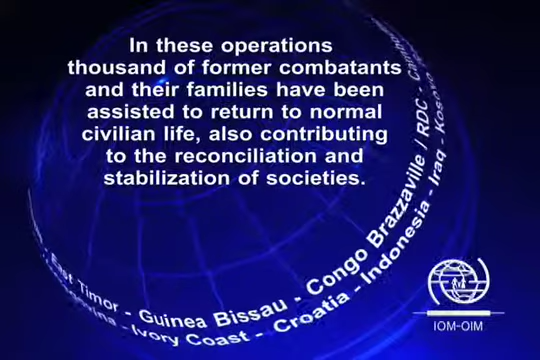 In these operations
thousand of former combatants
and their families have been
assisted to return to normal
civilian life, also contributing
to the reconciliation and
stabilization of societies.
East Timor - Guinea Bissau - Congo Brazzaville / RDC -
- Ivory Coast - Croatia - Indonesia - Iraq - Kosovo
IOM-OIM